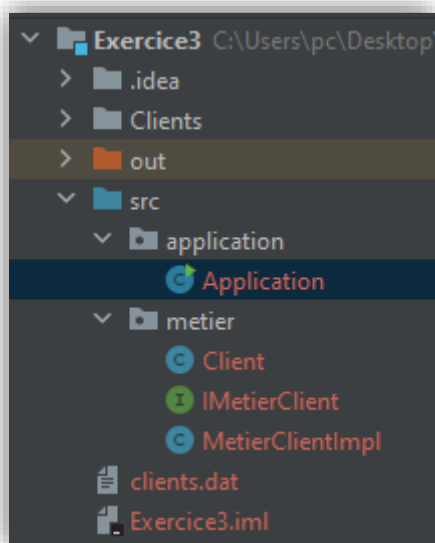 Exercice3 C:\Users\pc\Desktop\
.idea
Clients
out
src
application
C Application
metier
C Client
I IMetierClient
C MetierClientImpl
clients.dat
Exercice3.iml